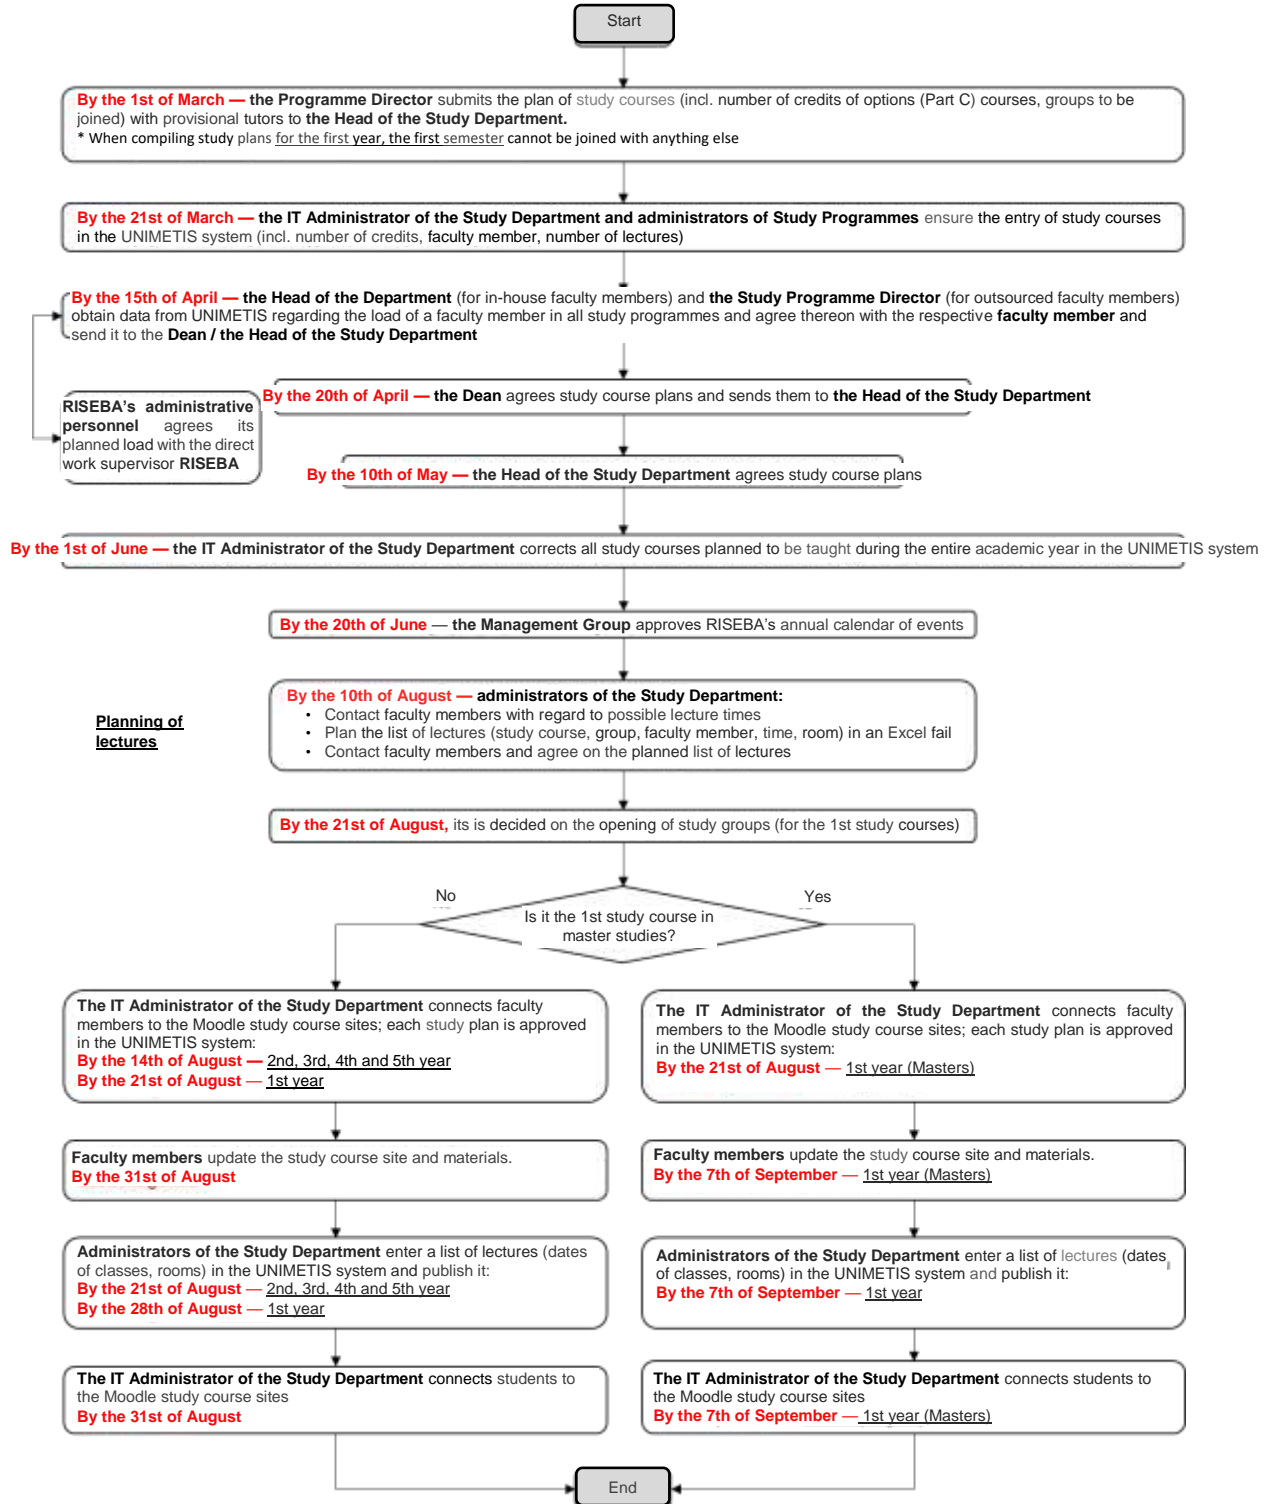 Start
By the 1st of March — the Programme Director submits the plan of study courses (incl. number of credits of options (Part C) courses, groups to be
joined) with provisional tutors to the Head of the Study Department.
* When compiling study plans for the first year, the first semester cannot be joined with anything else
By the 21st of March — the IT Administrator of the Study Department and administrators of Study Programmes ensure the entry of study courses
in the UNIMETIS system (incl. number of credits, faculty member, number of lectures)
By the 15th of April — the Head of the Department (for in-house faculty members) and the Study Programme Director (for outsourced faculty members)
obtain data from UNIMETIS regarding the load of a faculty member in all study programmes and agree thereon with the respective faculty member and
send it to the Dean / the Head of the Study Department
RISEBA's administrative
personnel agrees its
planned load with the direct
work supervisor RISEBA
By the 20th of April — the Dean agrees study course plans and sends them to the Head of the Study Department
By the 10th of May — the Head of the Study Department agrees study course plans
By the 1st of June — the IT Administrator of the Study Department corrects all study courses planned to be taught during the entire academic year in the UNIMETIS system
By the 20th of June — the Management Group approves RISEBA's annual calendar of events
Planning of
lectures
By the 10th of August — administrators of the Study Department:
• Contact faculty members with regard to possible lecture times
• Plan the list of lectures (study course, group, faculty member, time, room) in an Excel fail
• Contact faculty members and agree on the planned list of lectures
By the 21st of August, its is decided on the opening of study groups (for the 1st study courses)
No
Yes
Is it the 1st study course in
master studies?
The IT Administrator of the Study Department connects faculty
members to the Moodle study course sites; each study plan is approved
in the UNIMETIS system:
By the 14th of August — 2nd, 3rd, 4th and 5th year
By the 21st of August — 1st year
The IT Administrator of the Study Department connects faculty
members to the Moodle study course sites; each study plan is approved
in the UNIMETIS system:
By the 21st of August — 1st year (Masters)
Faculty members update the study course site and materials.
By the 31st of August
Faculty members update the study course site and materials.
By the 7th of September — 1st year (Masters)
Administrators of the Study Department enter a list of lectures (dates
of classes, rooms) in the UNIMETIS system and publish it:
By the 21st of August — 2nd, 3rd, 4th and 5th year
By the 28th of August — 1st year
Administrators of the Study Department enter a list of lectures (dates
of classes, rooms) in the UNIMETIS system and publish it:
By the 7th of September — 1st year
The IT Administrator of the Study Department connects students to
the Moodle study course sites
By the 31st of August
The IT Administrator of the Study Department connects students to
the Moodle study course sites
By the 7th of September — 1st year (Masters)
End